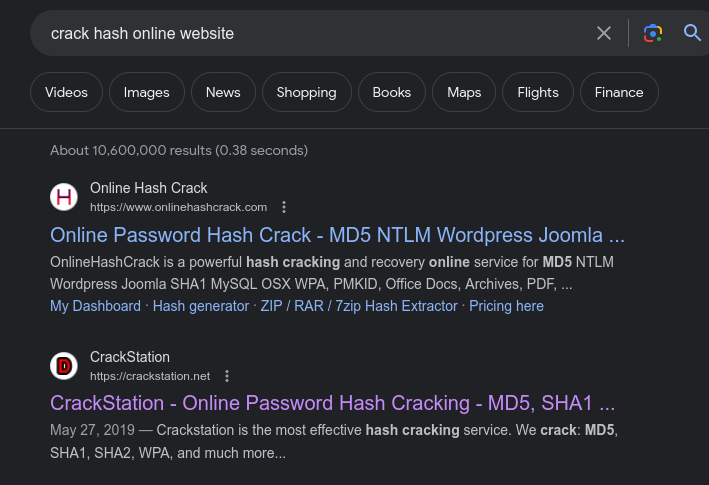 crack hash online website
Videos
Images
News
Shopping
Books
Maps
Flights
Finance
About 10,600,000 results (0.38 seconds)
H
Online Hash Crack
https://www.onlinehashcrack.com
Online Password Hash Crack - MD5 NTLM Wordpress Joomla ...
OnlineHashCrack is a powerful hash cracking and recovery online service for MD5 NTLM
Wordpress Joomla SHA1 MySQL OSX WPA, PMKID, Office Docs, Archives, PDF, ...
My Dashboard · Hash generator · ZIP / RAR / 7zip Hash Extractor · Pricing here
D
CrackStation
https://crackstation.net
CrackStation - Online Password Hash Cracking - MD5, SHA1 ...
May 27, 2019 — Crackstation is the most effective hash cracking service. We crack: MD5,
SHA1, SHA2, WPA, and much more...